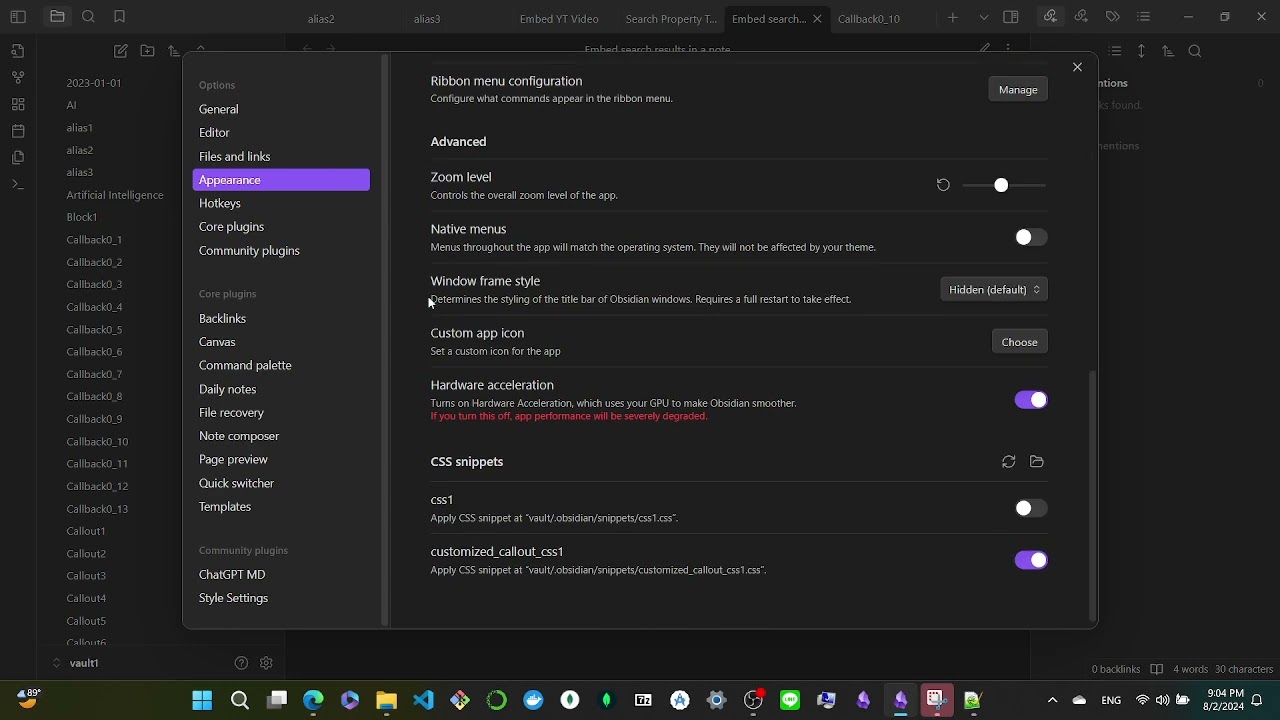 alias2
alias3
Embed YT Video
Search Property T...
Embed search...
Callback0_10
Embed search results in a note
2023-01-01
AI
alias1
alias2
alias3
Artificial Intelligence
Block1
Callback0_1
Callback0_2
Callback0_3
Callback0_4
Callback0_5
Callback0_6
Callback0_7
Callback0_8
Callback0_9
Callback0_10
Callback0_11
Callback0_12
Callback0_13
Callout1
Callout2
Callout3
Callout4
Callout5
Callout6
vault1
Options
General
Editor
Files and links
Appearance
Hotkeys
Core plugins
Community plugins
Core plugins
Backlinks
Canvas
Command palette
Daily notes
File recovery
Note composer
Page preview
Quick switcher
Templates
Community plugins
ChatGPT MD
Style Settings
Ribbon menu configuration
Configure what commands appear in the ribbon menu.
Manage
Advanced
Zoom level
Controls the overall zoom level of the app.
Native menus
Menus throughout the app will match the operating system. They will not be affected by your theme.
Window frame style
Determines the styling of the title bar of Obsidian windows. Requires a full restart to take effect.
Hidden (default)
Custom app icon
Set a custom icon for the app
Choose
Hardware acceleration
Turns on Hardware Acceleration, which uses your GPU to make Obsidian smoother.
If you turn this off, app performance will be severely degraded.
CSS snippets
css1
Apply CSS snippet at "vault/.obsidian/snippets/css1.css".
customized_callout_css1
Apply CSS snippet at "vault/.obsidian/snippets/customized_callout_css1.css".
ntions
0
ks found.
nentions
0 backlinks
4 words
30 characters
89°
7z
LINE
ENG
9:04 PM
8/2/2024